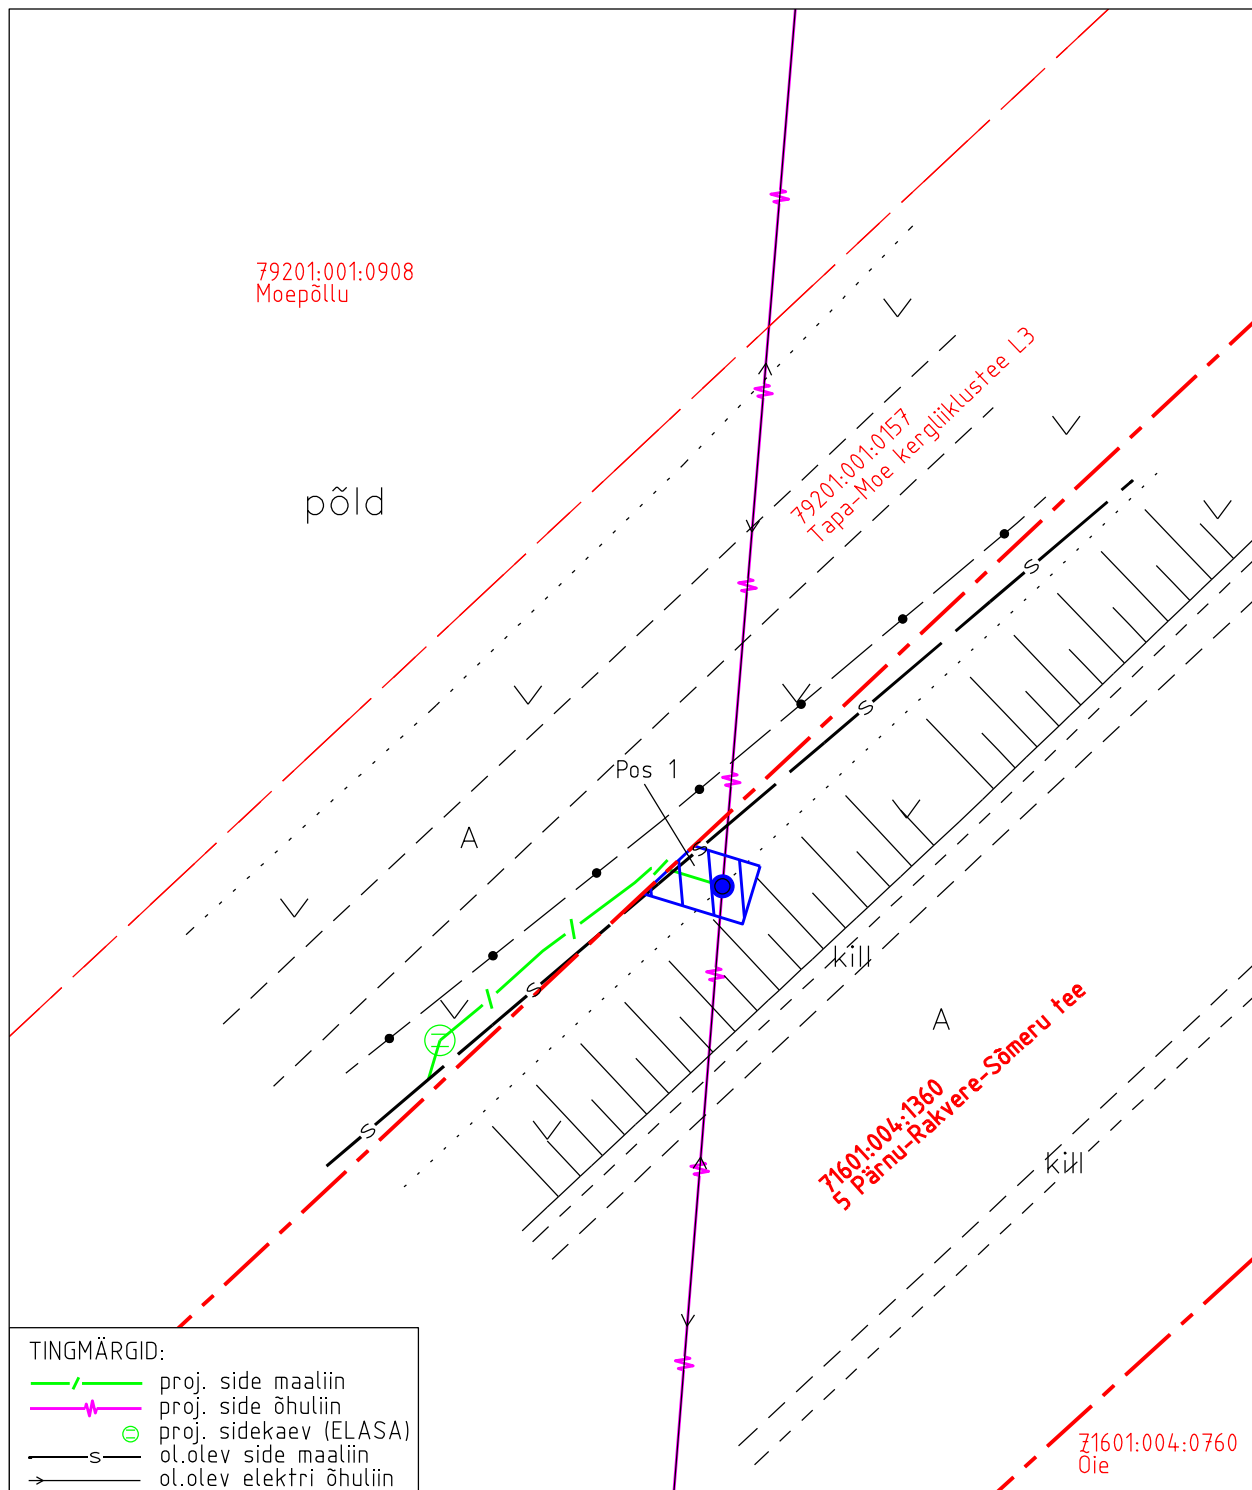 79201:001:0908
Moepõllu
põld
79201:001:0157
Tapa-Moe kergliiklustee L3
S
S
Pos 1
S
A
S
S
kill
A
71601:004:1360
5 Pärnu-Rakvere-Sõmeru tee
kill
71601:004:0760
Õie
TINGMÄRGID:
proj. side maaliin
proj. side õhuliin
proj. sidekaev (ELASA)
S
ol.olev side maaliin
ol.olev elektri õhuliin